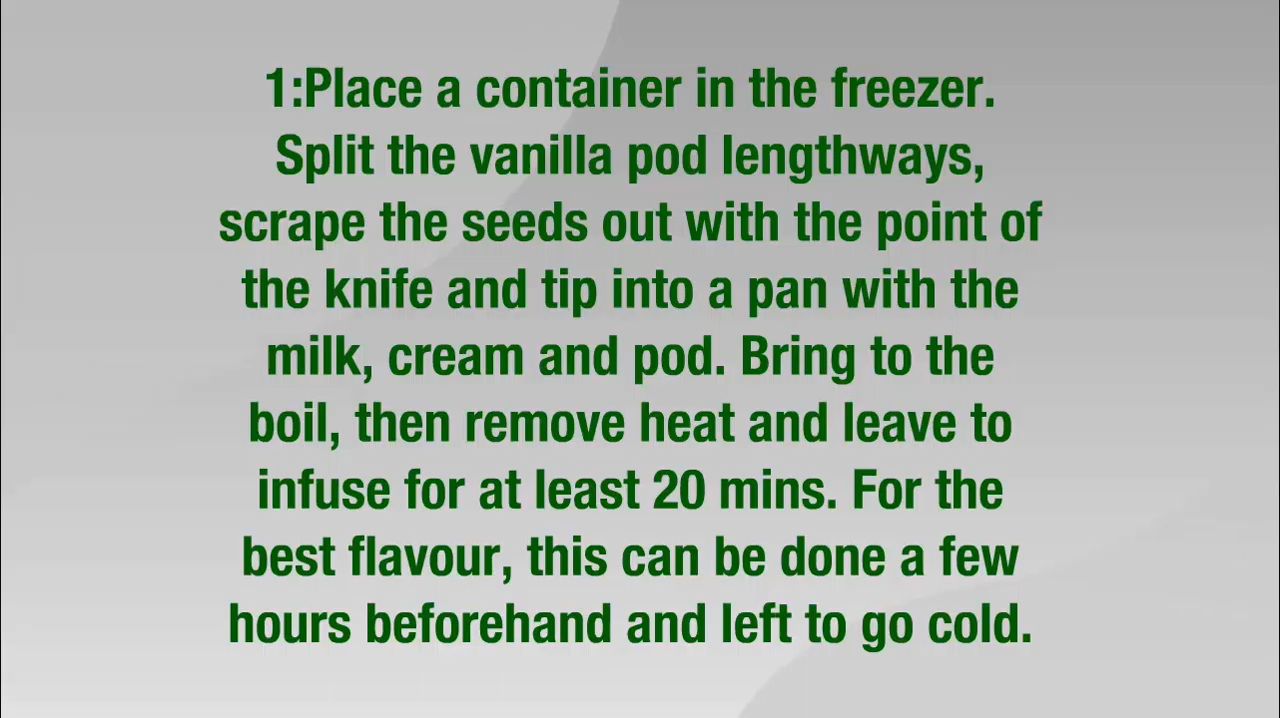 1:Place a container in the freezer.
Split the vanilla pod lengthways,
scrape the seeds out with the point of
the knife and tip into a pan with the
milk, cream and pod. Bring to the
boil, then remove heat and leave to
infuse for at least 20 mins. For the
best flavour, this can be done a few
hours beforehand and left to go cold.